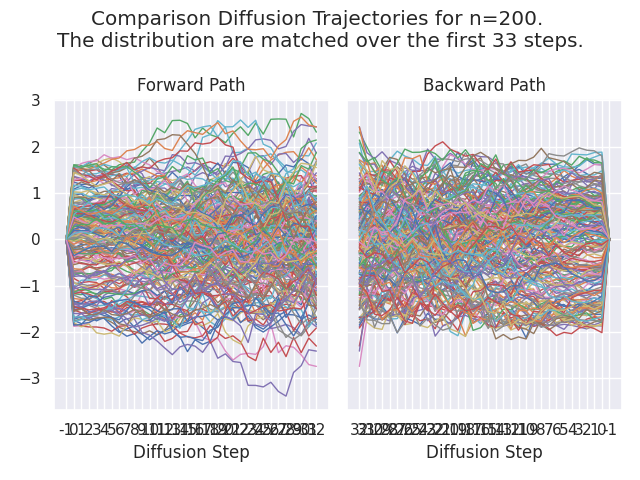 Comparison Diffusion Trajectories for n=200.
The distribution are matched over the first 33 steps.
Forward Path
Backward Path
3
2
1
0
−1
−2
−3
Diffusion Step
Diffusion Step